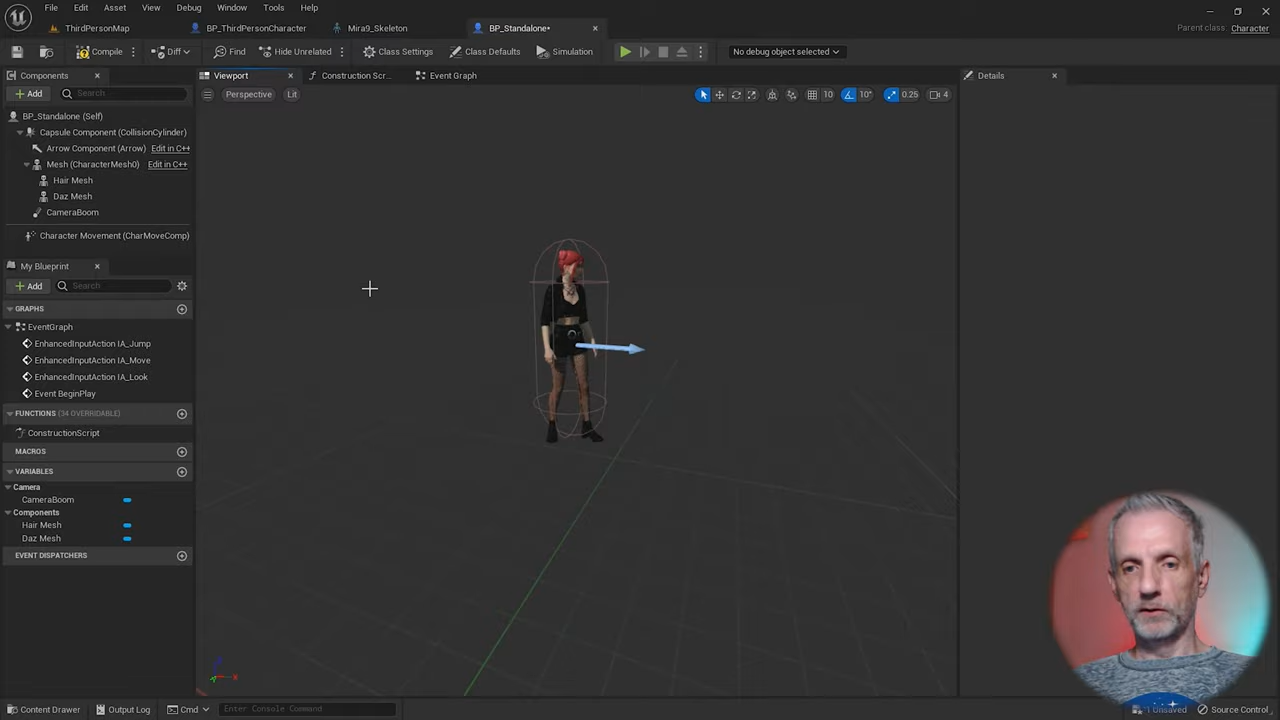 File Edit Asset View Debug Window Tools Help
ThirdPersonMap BP_ThirdPersonCharacter Mira9_Skeleton BP_Standalone* Parent class: Character
Compile Diff Find Hide Unrelated Class Settings Class Defaults Simulation No debug object selected
Components Viewport Construction Scr... Event Graph Details
Add Search Perspective Lit 10 10° 0.25 4
BP_Standalone (Self)
Capsule Component (CollisionCylinder)
Arrow Component (Arrow) Edit in C++
Mesh (CharacterMesh0) Edit in C++
Hair Mesh
Daz Mesh
CameraBoom
Character Movement (CharMoveComp)
My Blueprint
Add Search
GRAPHS
EventGraph
EnhancedInputAction IA_Jump
EnhancedInputAction IA_Move
EnhancedInputAction IA_Look
Event BeginPlay
FUNCTIONS (34 OVERRIDABLE)
ConstructionScript
MACROS
VARIABLES
Camera
CameraBoom
Components
Hair Mesh
Daz Mesh
EVENT DISPATCHERS
Content Drawer Output Log Cmd Enter Console Command 1 Unsaved Source Control